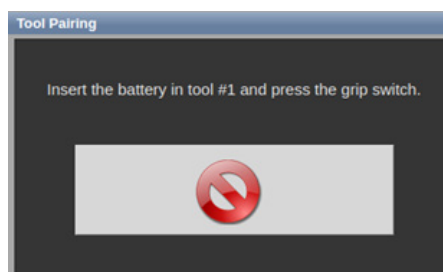 Tool Pairing
Insert the battery in tool #1 and press the grip switch.